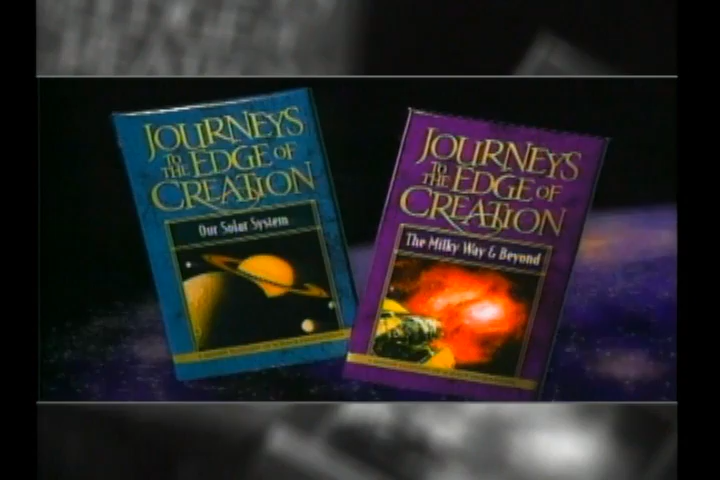 JOURNEYS
TO THE EDGE OF
CREATION
Our Solar System
JOURNEYS
TO THE EDGE OF
CREATION
The Milky Way & Beyond